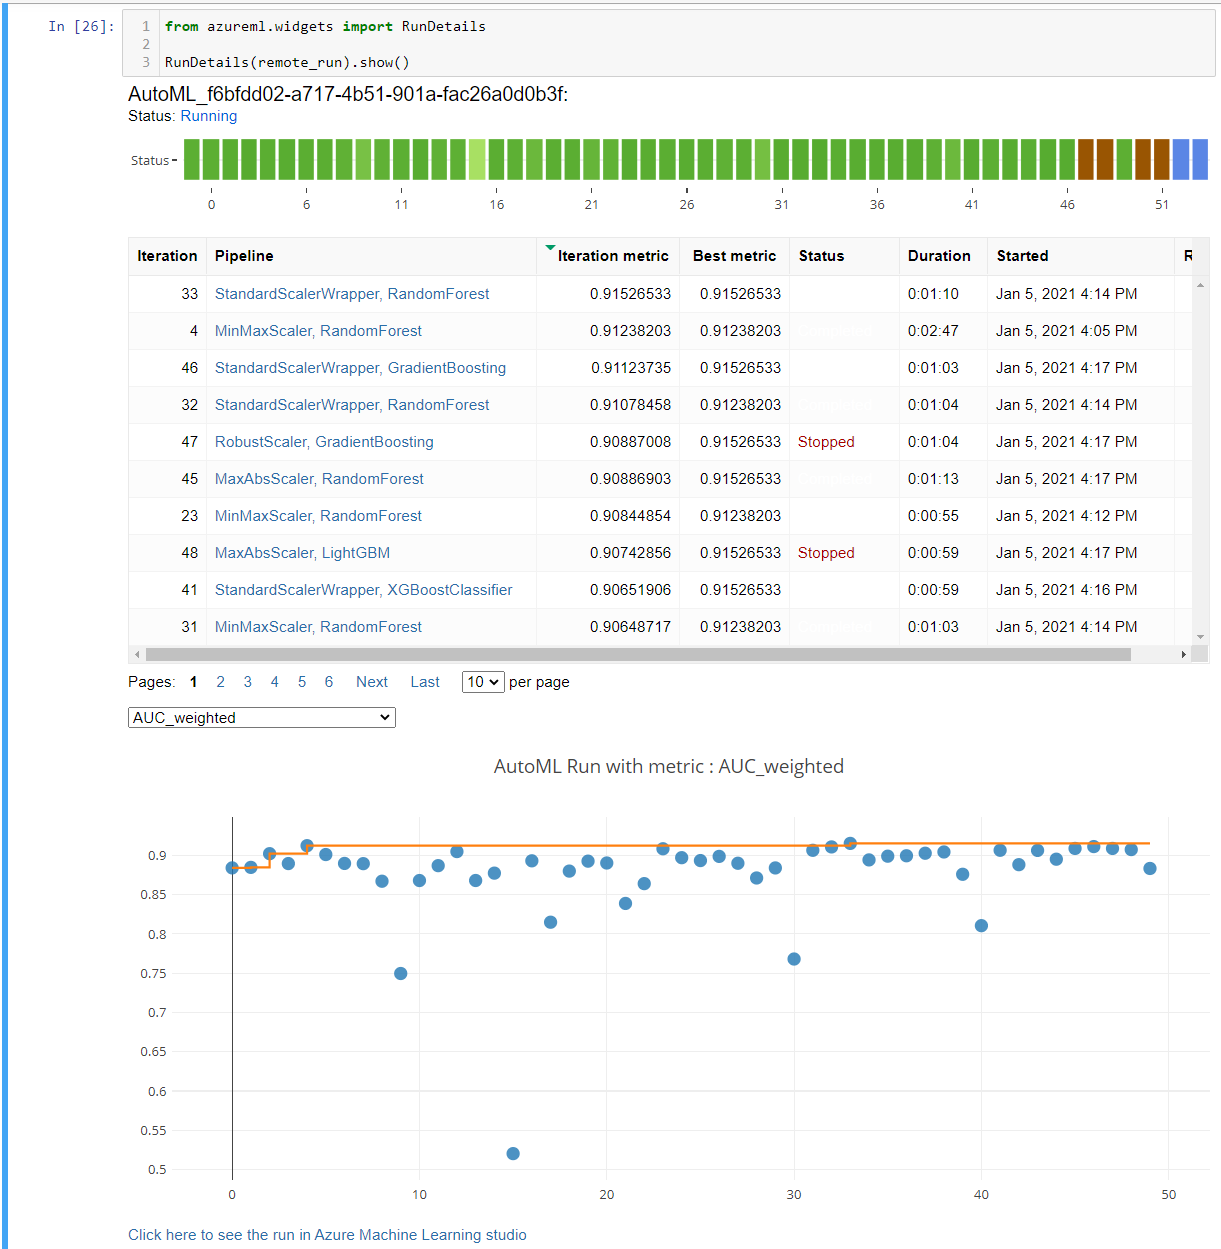 In [26]:
1 from azureml.widgets import RunDetails
2
3 RunDetails(remote_run).show()
AutoML_f6bfdd02-a717-4b51-901a-fac26a0d0b3f:
Status: Running
Status
0 6 11 16 21 26 31 36 41 46 51
Iteration Pipeline Iteration metric Best metric Status Duration Started R
33 StandardScalerWrapper, RandomForest 0.91526533 0.91526533 0:01:10 Jan 5, 2021 4:14 PM
4 MinMaxScaler, RandomForest 0.91238203 0.91238203 0:02:47 Jan 5, 2021 4:05 PM
46 StandardScalerWrapper, GradientBoosting 0.91123735 0.91526533 0:01:03 Jan 5, 2021 4:17 PM
32 StandardScalerWrapper, RandomForest 0.91078458 0.91238203 0:01:04 Jan 5, 2021 4:14 PM
47 RobustScaler, GradientBoosting 0.90887008 0.91526533 Stopped 0:01:04 Jan 5, 2021 4:17 PM
45 MaxAbsScaler, RandomForest 0.90886903 0.91526533 0:01:13 Jan 5, 2021 4:17 PM
23 MinMaxScaler, RandomForest 0.90844854 0.91238203 0:00:55 Jan 5, 2021 4:12 PM
48 MaxAbsScaler, LightGBM 0.90742856 0.91526533 Stopped 0:00:59 Jan 5, 2021 4:17 PM
41 StandardScalerWrapper, XGBoostClassifier 0.90651906 0.91526533 0:00:59 Jan 5, 2021 4:16 PM
31 MinMaxScaler, RandomForest 0.90648717 0.91238203 0:01:03 Jan 5, 2021 4:14 PM
Pages: 1 2 3 4 5 6 Next Last 10 per page
AUC_weighted
AutoML Run with metric : AUC_weighted
0.9
0.85
0.8
0.75
0.7
0.65
0.6
0.55
0.5
0 10 20 30 40 50
Click here to see the run in Azure Machine Learning studio